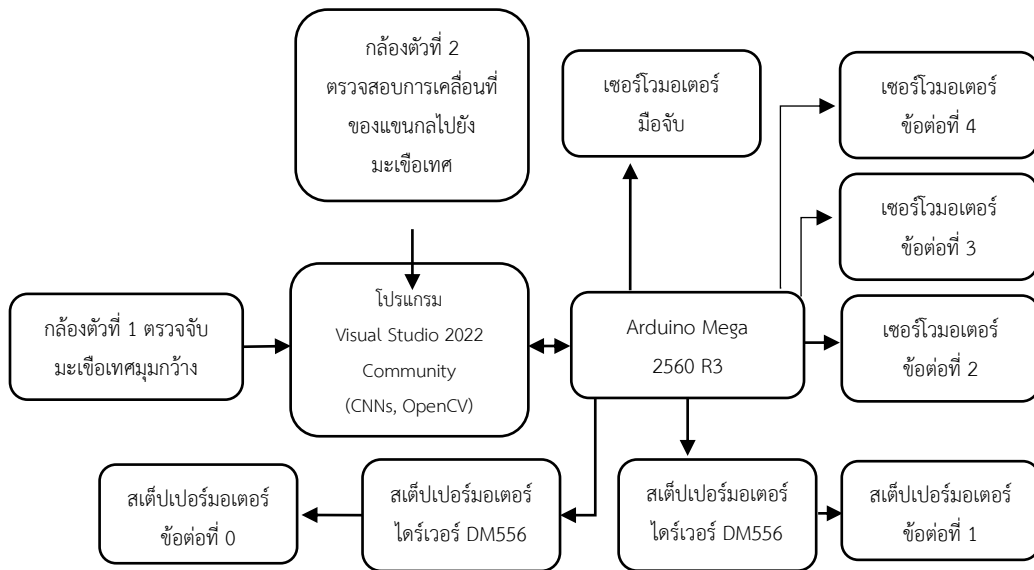 กล้องตัวที่ 2
ตรวจสอบการเคลื่อนที่
ของแขนกลไปยัง
มะเขือเทศ
เซอร์โวมอเตอร์
มือจับ
เซอร์โวมอเตอร์
ข้อต่อที่ 4
เซอร์โวมอเตอร์
ข้อต่อที่ 3
กล้องตัวที่ 1 ตรวจจับ
มะเขือเทศมุมกว้าง
โปรแกรม
Visual Studio 2022
Community
(CNNs, OpenCV)
Arduino Mega
2560 R3
เซอร์โวมอเตอร์
ข้อต่อที่ 2
สเต็ปเปอร์มอเตอร์
ข้อต่อที่ 0
สเต็ปเปอร์มอเตอร์
ไดร์เวอร์ DM556
สเต็ปเปอร์มอเตอร์
ไดร์เวอร์ DM556
สเต็ปเปอร์มอเตอร์
ข้อต่อที่ 1